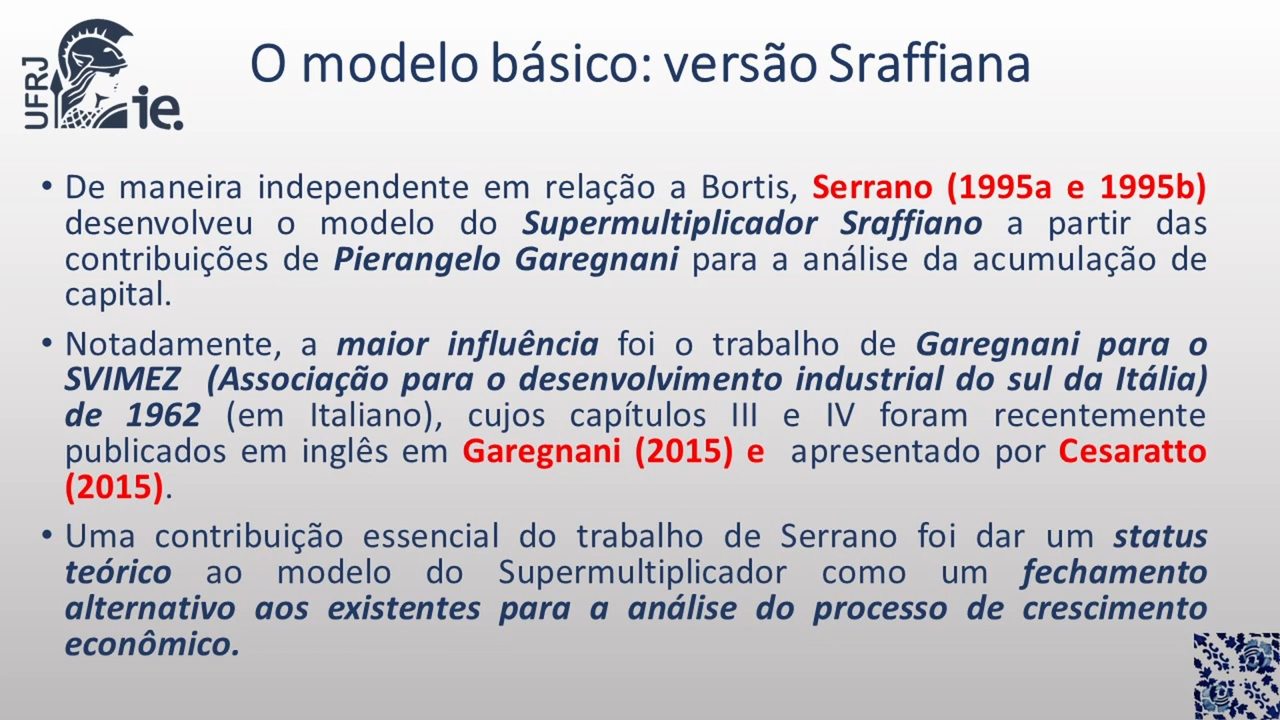 UFRJ
ie.
O modelo básico: versão Sraffiana
• De maneira independente em relação a Bortis, Serrano (1995a e 1995b)
desenvolveu o modelo do Supermultiplicador Sraffiano a partir das
contribuições de Pierangelo Garegnani para a análise da acumulação de
capital.
• Notadamente, a maior influência foi o trabalho de Garegnani para o
SVIMEZ (Associação para o desenvolvimento industrial do sul da Itália)
de 1962 (em Italiano), cujos capítulos III e IV foram recentemente
publicados em inglês em Garegnani (2015) e apresentado por Cesaratto
(2015).
• Uma contribuição essencial do trabalho de Serrano foi dar um status
teórico ao modelo do Supermultiplicador como um fechamento
alternativo aos existentes para a análise do processo de crescimento
econômico.